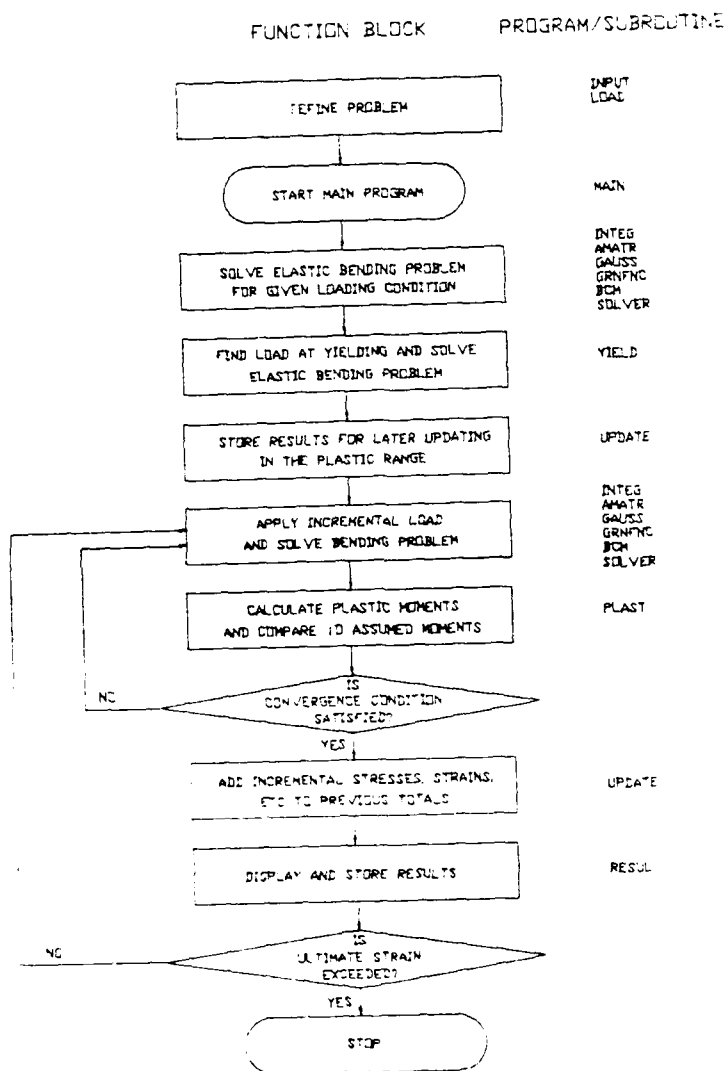 FUNCTION BLOCK PROGRAM/SUBROUTINE
DEFINE PROBLEM
INPUT
LOAD
START MAIN PROGRAM
MAIN
SOLVE ELASTIC BENDING PROBLEM
FOR GIVEN LOADING CONDITION
INTEG
AMATR
GAUSS
GRNFNC
BCM
SOLVER
FIND LOAD AT YIELDING AND SOLVE
ELASTIC BENDING PROBLEM
YIELD
STORE RESULTS FOR LATER UPDATING
IN THE PLASTIC RANGE
UPDATE
APPLY INCREMENTAL LOAD
AND SOLVE BENDING PROBLEM
INTEG
AMATR
GAUSS
GRNFNC
BCM
SOLVER
CALCULATE PLASTIC MOMENTS
AND COMPARE TO ASSUMED MOMENTS
PLAST
IS
CONVERGENCE CONDITION
SATISFIED?
NO
YES
ADD INCREMENTAL STRESSES, STRAINS,
ETC TO PREVIOUS TOTALS
UPDATE
DISPLAY AND STORE RESULTS
RESUL
IS
ULTIMATE STRAIN
EXCEEDED?
NO
YES
STOP